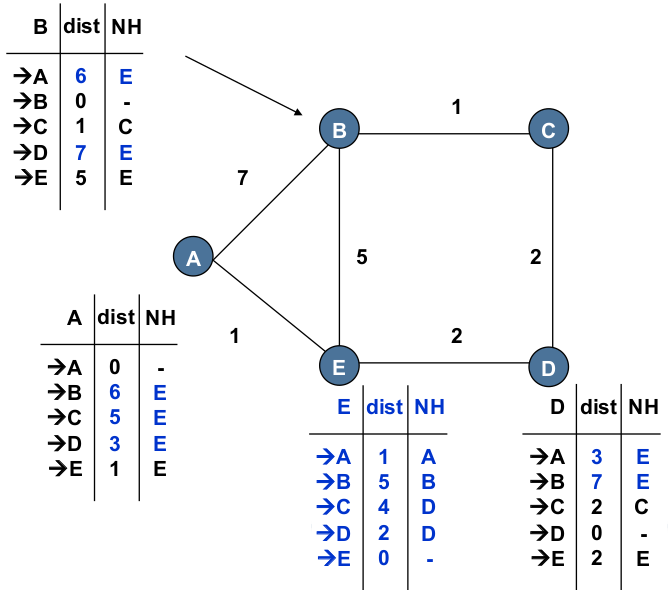 B dist NH
→A 6 E
→B 0 -
→C 1 C
→D 7 E
→E 5 E
B
1
C
7
5
2
A
1
2
E
D
A dist NH
→A 0 -
→B 6 E
→C 5 E
→D 3 E
→E 1 E
E dist NH
→A 1 A
→B 5 B
→C 4 D
→D 2 D
→E 0 -
D dist NH
→A 3 E
→B 7 E
→C 2 C
→D 0 -
→E 2 E